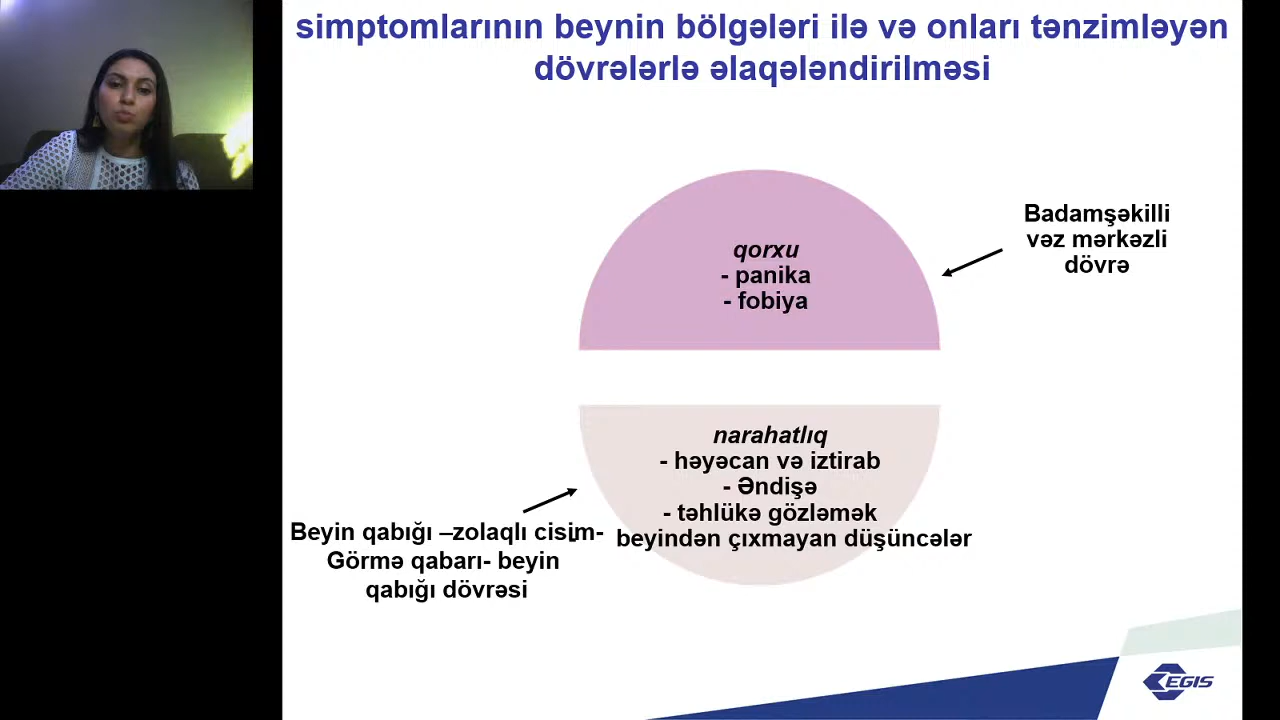 simptomlarının beynin bölgələri ilə və onları tənzimləyən
dövrələrlə əlaqələndirilməsi
qorxu
- panika
- fobiya
Badamşəkilli
vəz mərkəzli
dövrə
narahatlıq
- həyəcan və iztirab
- Əndişə
- təhlükə gözləmək
beyindən çıxmayan düşüncələr
Beyin qabığı –zolaqlı cisim-
Görmə qabarı- beyin
qabığı dövrəsi
EGIS